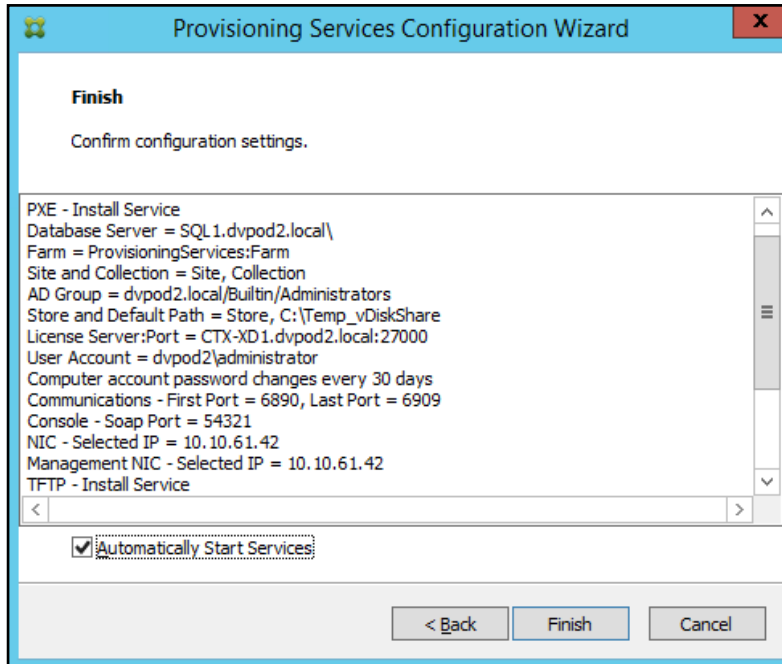 Provisioning Services Configuration Wizard
x
Finish
Confirm configuration settings.
PXE - Install Service
Database Server = SQL1.dvpod2.local\
Farm = ProvisioningServices:Farm
Site and Collection = Site, Collection
AD Group = dvpod2.local/Builtin/Administrators
Store and Default Path = Store, C:\Temp_vDiskShare
License Server:Port = CTX-XD1.dvpod2.local:27000
User Account = dvpod2\administrator
Computer account password changes every 30 days
Communications - First Port = 6890, Last Port = 6909
Console - Soap Port = 54321
NIC - Selected IP = 10.10.61.42
Management NIC - Selected IP = 10.10.61.42
TFTP - Install Service
Automatically Start Services
< Back Finish Cancel